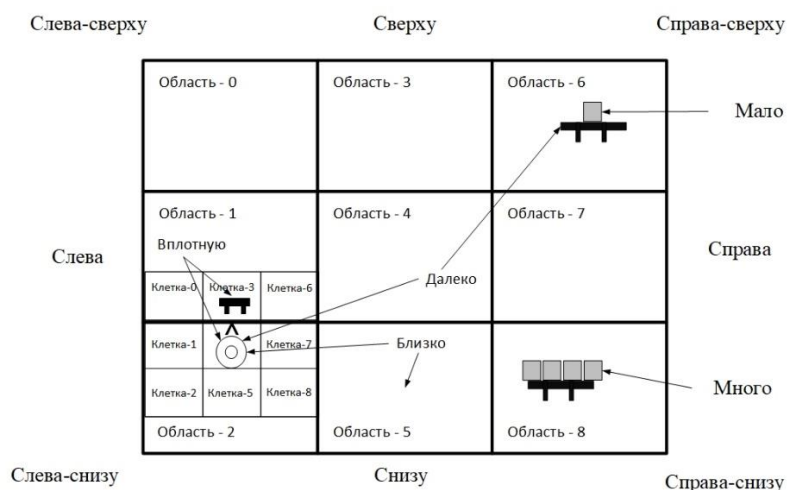 Слева-сверху
Сверху
Справа-сверху
Область - 0
Область - 3
Область - 6
Мало
Область - 1
Область - 4
Область - 7
Вплотную
Слева
Справа
Клетка-0
Клетка-3
Клетка-6
Далеко
Клетка-1
Клетка-7
Близко
Клетка-2
Клетка-5
Клетка-8
Много
Область - 2
Область - 5
Область - 8
Слева-снизу
Снизу
Справа-снизу